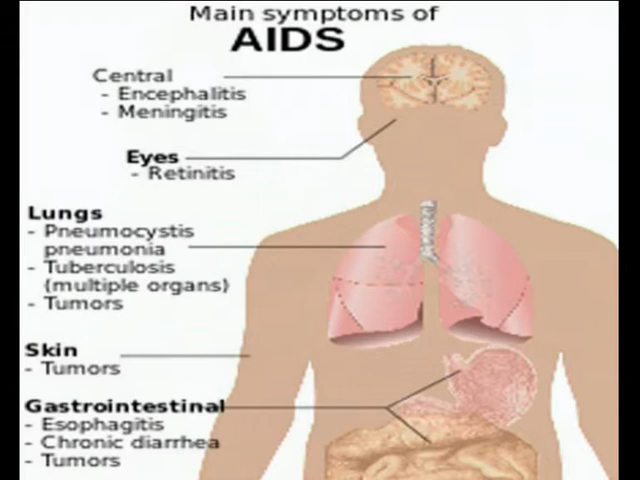 Main symptoms of
AIDS
Central
- Encephalitis
- Meningitis
Eyes
- Retinitis
Lungs
- Pneumocystis
pneumonia
- Tuberculosis
(multiple organs)
- Tumors
Skin
- Tumors
Gastrointestinal
- Esophagitis
- Chronic diarrhea
- Tumors